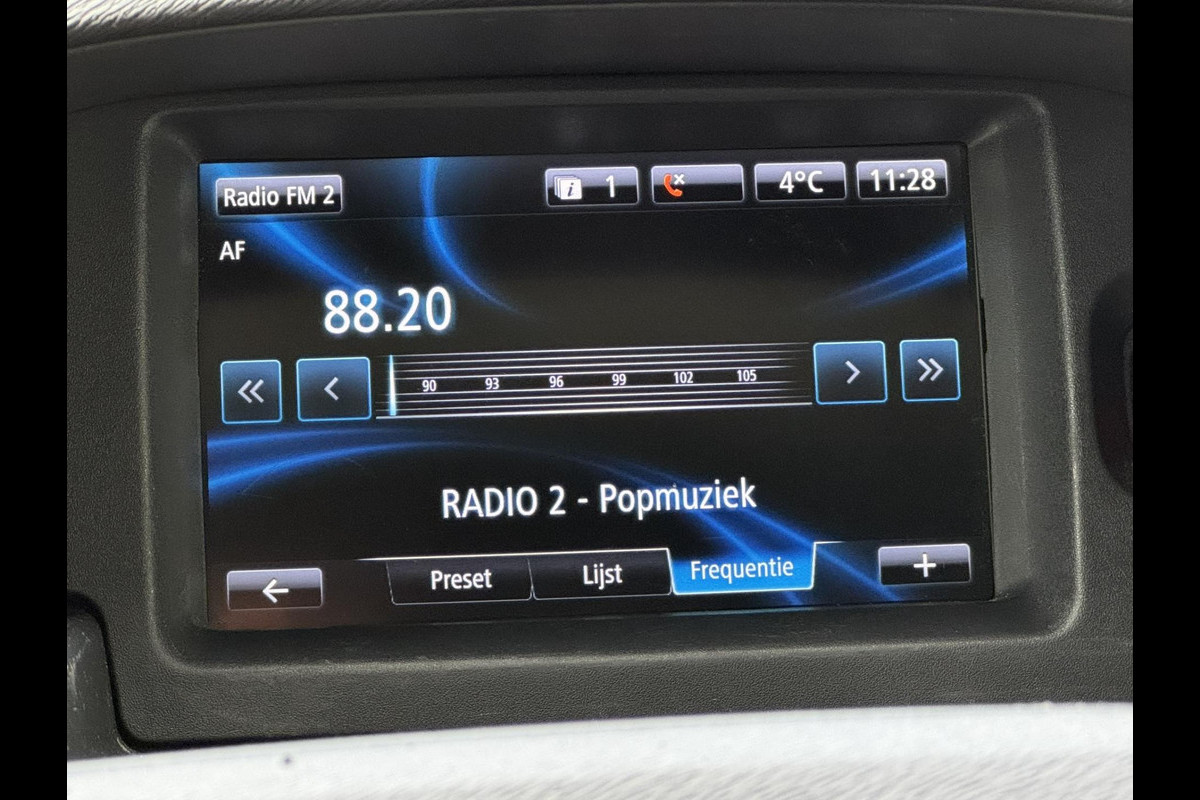 Radio FM 2
i 1
4°C
11:28
AF
88.20
90 93 96 99 102 105
RADIO 2 - Popmuziek
Preset
Lijst
Frequentie